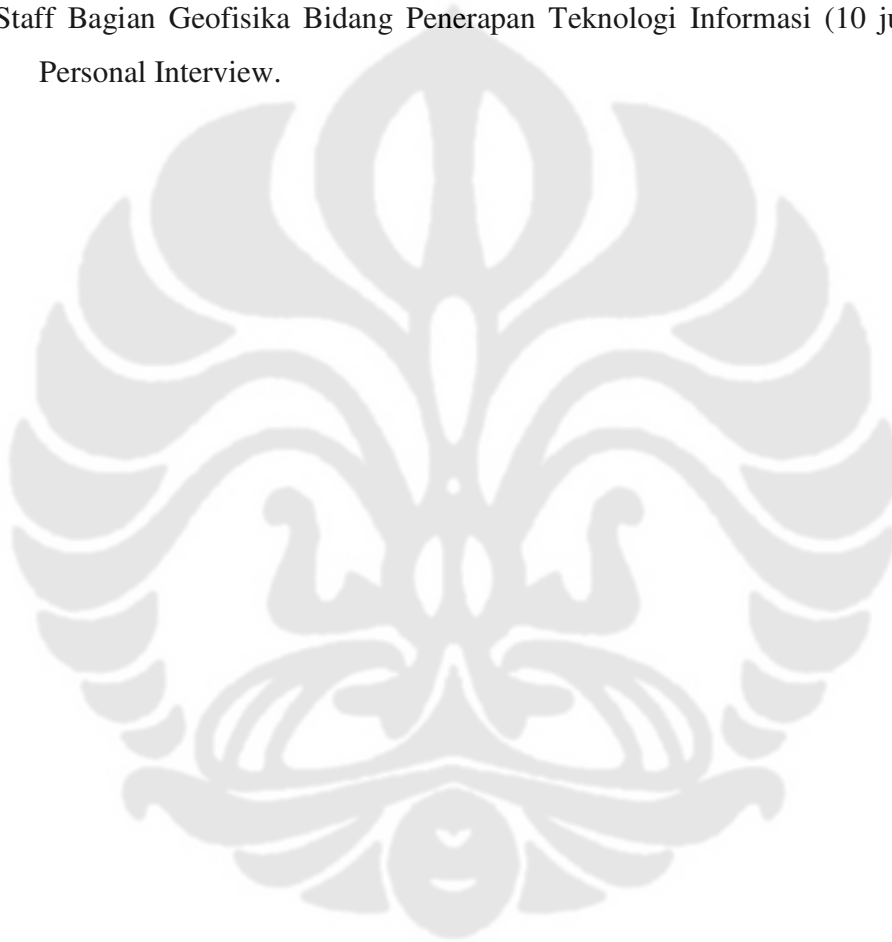 Staff Bagian Geofisika Bidang Penerapan Teknologi Informasi (10
Personal Interview.